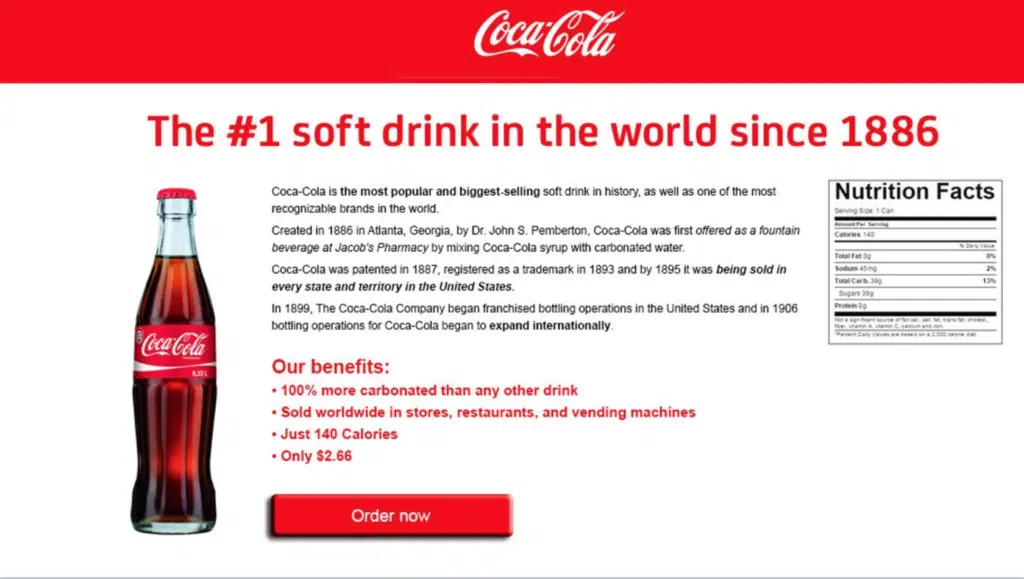 Coca-Cola
The #1 soft drink in the world since 1886
Coca-Cola is the most popular and biggest-selling soft drink in history, as well as one of the most
recognizable brands in the world.
Created in 1886 in Atlanta, Georgia, by Dr. John S. Pemberton, Coca-Cola was first offered as a fountain
beverage at Jacob's Pharmacy by mixing Coca-Cola syrup with carbonated water.
Coca-Cola was patented in 1887, registered as a trademark in 1893 and by 1895 it was being sold in
every state and territory in the United States.
In 1899, The Coca-Cola Company began franchised bottling operations in the United States and in 1906
bottling operations for Coca-Cola began to expand internationally.
Our benefits:
• 100% more carbonated than any other drink
• Sold worldwide in stores, restaurants, and vending machines
• Just 140 Calories
• Only $2.66
Order now
Coca-Cola
0,33 L
Nutrition Facts
Serving Size: 1 Can
Amount Per Serving
Calories 140
% Daily Value
Total Fat 0g 0%
Sodium 45mg 2%
Total Carb. 39g 13%
Sugars 39g
Protein 0g
Not a significant source of fat cal., sat. fat, trans fat, cholest.,
fiber, vitamin A, vitamin C, calcium and iron
*Percent Daily Values are based on a 2,000 calorie diet.